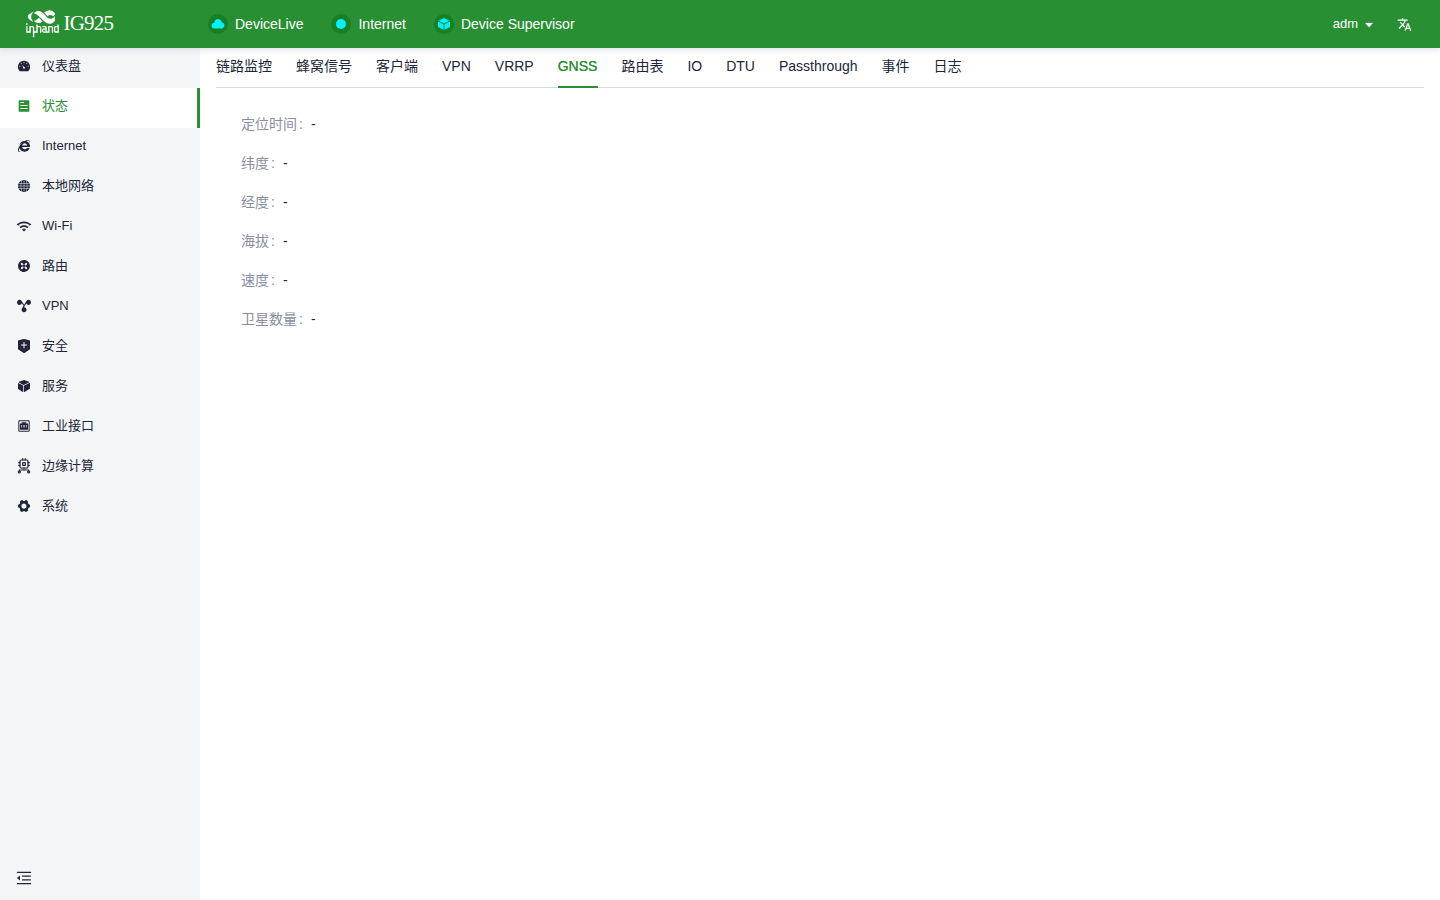 inhand IG925
DeviceLive
Internet
Device Supervisor
adm
仪表盘
状态
Internet
本地网络
Wi-Fi
路由
VPN
安全
服务
工业接口
边缘计算
系统
链路监控
蜂窝信号
客户端
VPN
VRRP
GNSS
路由表
IO
DTU
Passthrough
事件
日志
定位时间: -
纬度: -
经度: -
海拔: -
速度: -
卫星数量: -